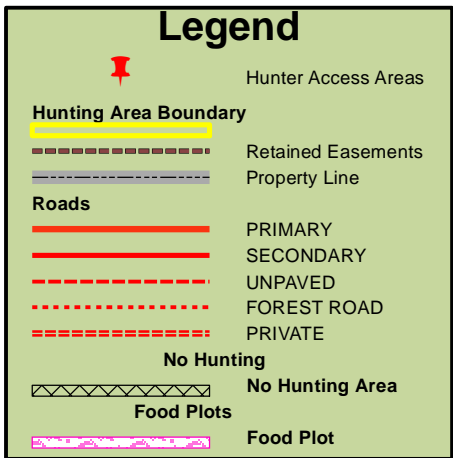 Legend
Hunter Access Areas
Hunting Area Boundary
Retained Easements
Property Line
Roads
PRIMARY
SECONDARY
UNPAVED
FOREST ROAD
PRIVATE
No Hunting
No Hunting Area
Food Plots
Food Plot